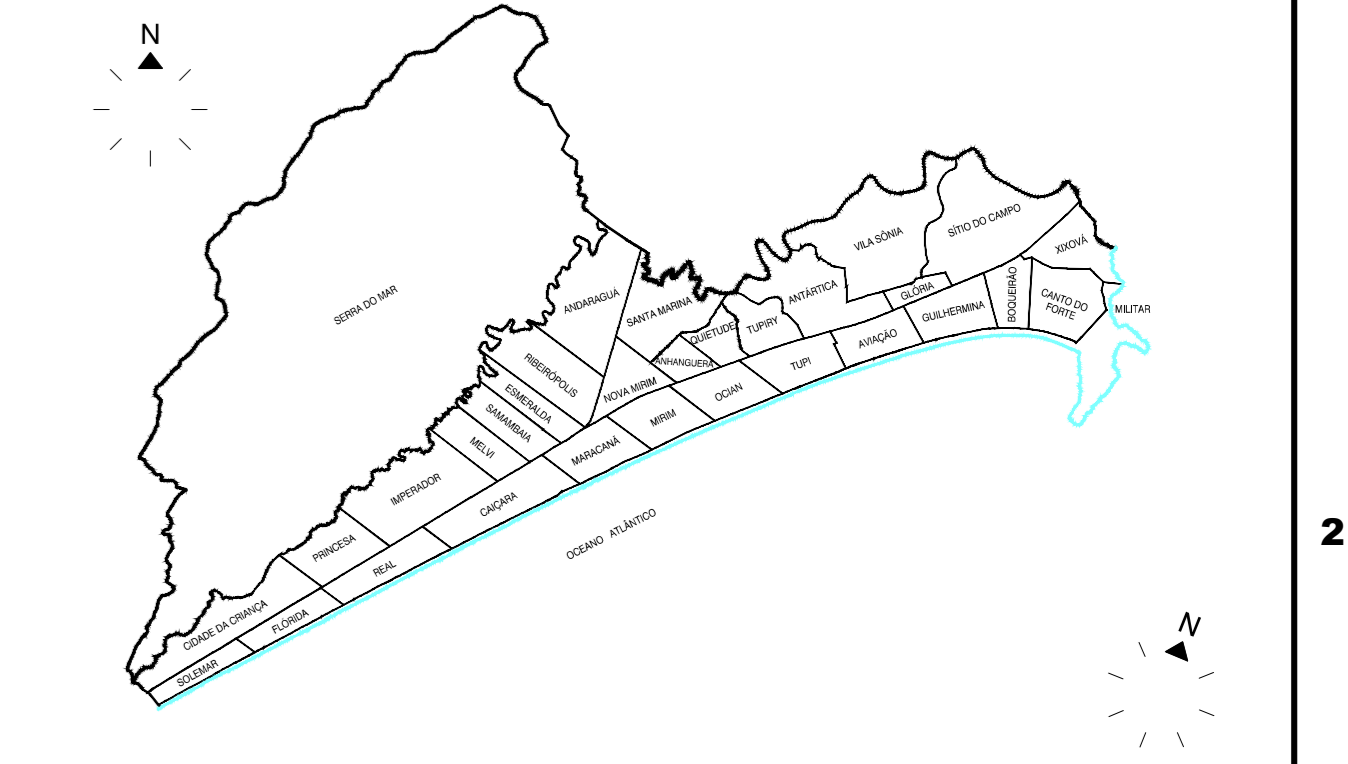 N
SERRA DO MAR
ANDARAGUÁ
SANTA MARINA
QUIETUDE
TUPIRY
ANTÁRTICA
VILA SÔNIA
SÍTIO DO CAMPO
XIXOVÁ
GLÓRIA
GUILHERMINA
BOQUEIRÃO
CANTO DO
FORTE
MILITAR
RIBEIRÓPOLIS
ANHANGUERA
NOVA MIRIM
AVIAÇÃO
TUPI
OCIAN
MIRIM
MARACANÃ
ESMERALDA
SAMAMBAIA
MELVI
IMPERADOR
CAIÇARA
PRINCESA
REAL
CIDADE DA CRIANÇA
FLÓRIDA
SOLEMAR
OCEANO ATLÂNTICO
2
N